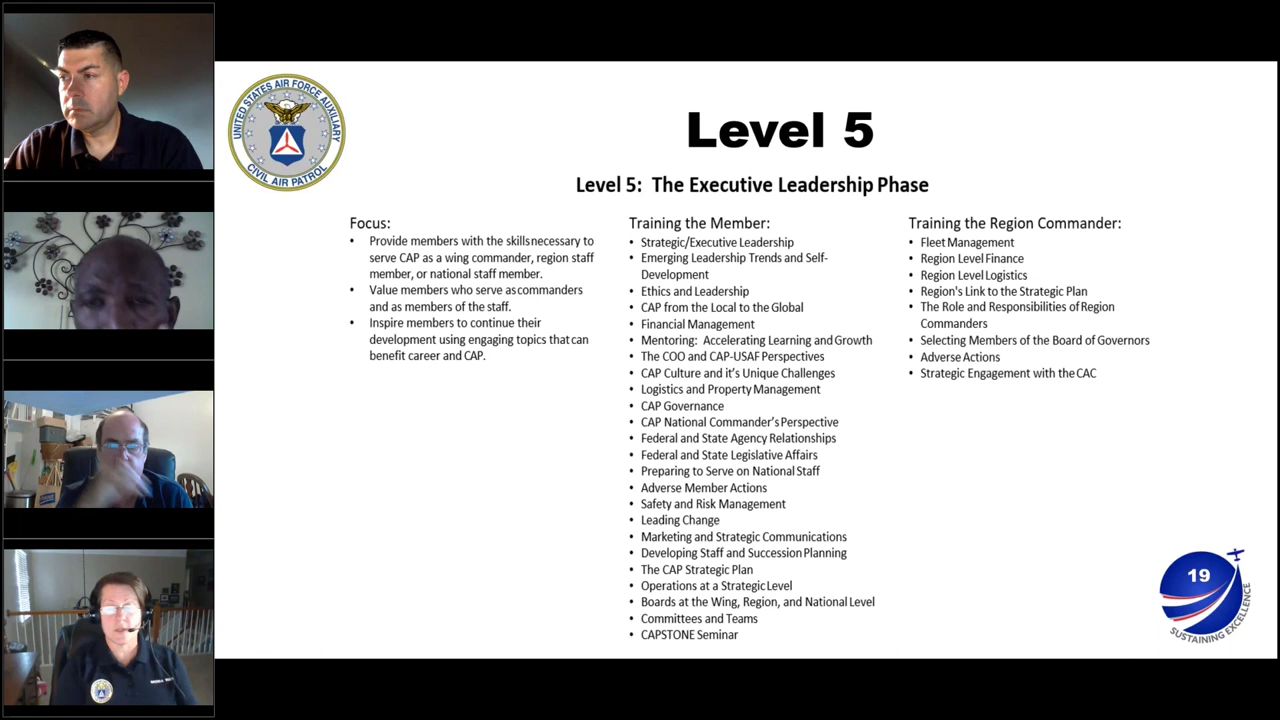 UNITED STATES AIR FORCE AUXILIARY
CIVIL AIR PATROL
Level 5
Level 5: The Executive Leadership Phase
Focus:
• Provide members with the skills necessary to
serve CAP as a wing commander, region staff
member, or national staff member.
• Value members who serve as commanders
and as members of the staff.
• Inspire members to continue their
development using engaging topics that can
benefit career and CAP.
Training the Member:
• Strategic/Executive Leadership
• Emerging Leadership Trends and Self-
Development
• Ethics and Leadership
• CAP from the Local to the Global
• Financial Management
• Mentoring: Accelerating Learning and Growth
• The COO and CAP-USAF Perspectives
• CAP Culture and it's Unique Challenges
• Logistics and Property Management
• CAP Governance
• CAP National Commander's Perspective
• Federal and State Agency Relationships
• Federal and State Legislative Affairs
• Preparing to Serve on National Staff
• Adverse Member Actions
• Safety and Risk Management
• Leading Change
• Marketing and Strategic Communications
• Developing Staff and Succession Planning
• The CAP Strategic Plan
• Operations at a Strategic Level
• Boards at the Wing, Region, and National Level
• Committees and Teams
• CAPSTONE Seminar
Training the Region Commander:
• Fleet Management
• Region Level Finance
• Region Level Logistics
• Region's Link to the Strategic Plan
• The Role and Responsibilities of Region
Commanders
• Selecting Members of the Board of Governors
• Adverse Actions
• Strategic Engagement with the CAC
19
SUSTAINING EXCELLENCE